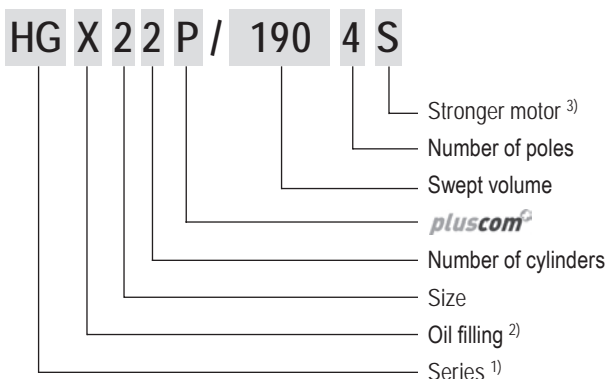 HG X 2 2 P / 190 4 S
Stronger motor 3)
Number of poles
Swept volume
pluscom
Number of cylinders
Size
Oil filling 2)
Series 1)